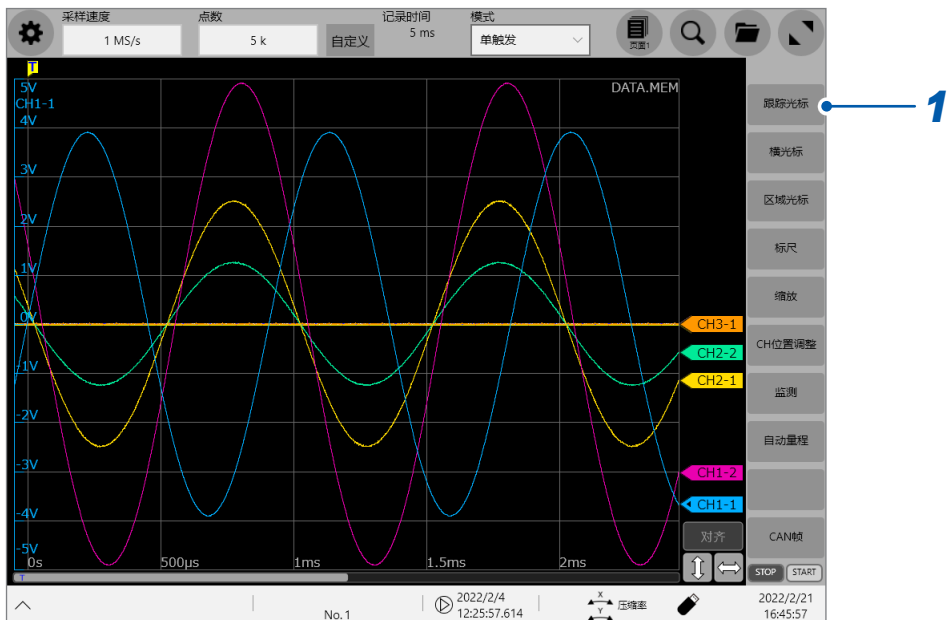 采样速度
点数
记录时间
模式
1 MS/s
5 k
自定义
5 ms
单触发
页面1
T
5V
CH1-1
4V
3V
2V
1V
0V
-1V
-2V
-3V
-4V
-5V
DATA.MEM
0s
500μs
1ms
1.5ms
2ms
T
CH3-1
CH2-2
CH2-1
CH1-2
CH1-1
对齐
跟踪光标
1
横光标
区域光标
标尺
缩放
CH位置调整
监测
自动量程
CAN帧
STOP
START
No. 1
2022/2/4
12:25:57.614
X
Y
压缩率
2022/2/21
16:45:57